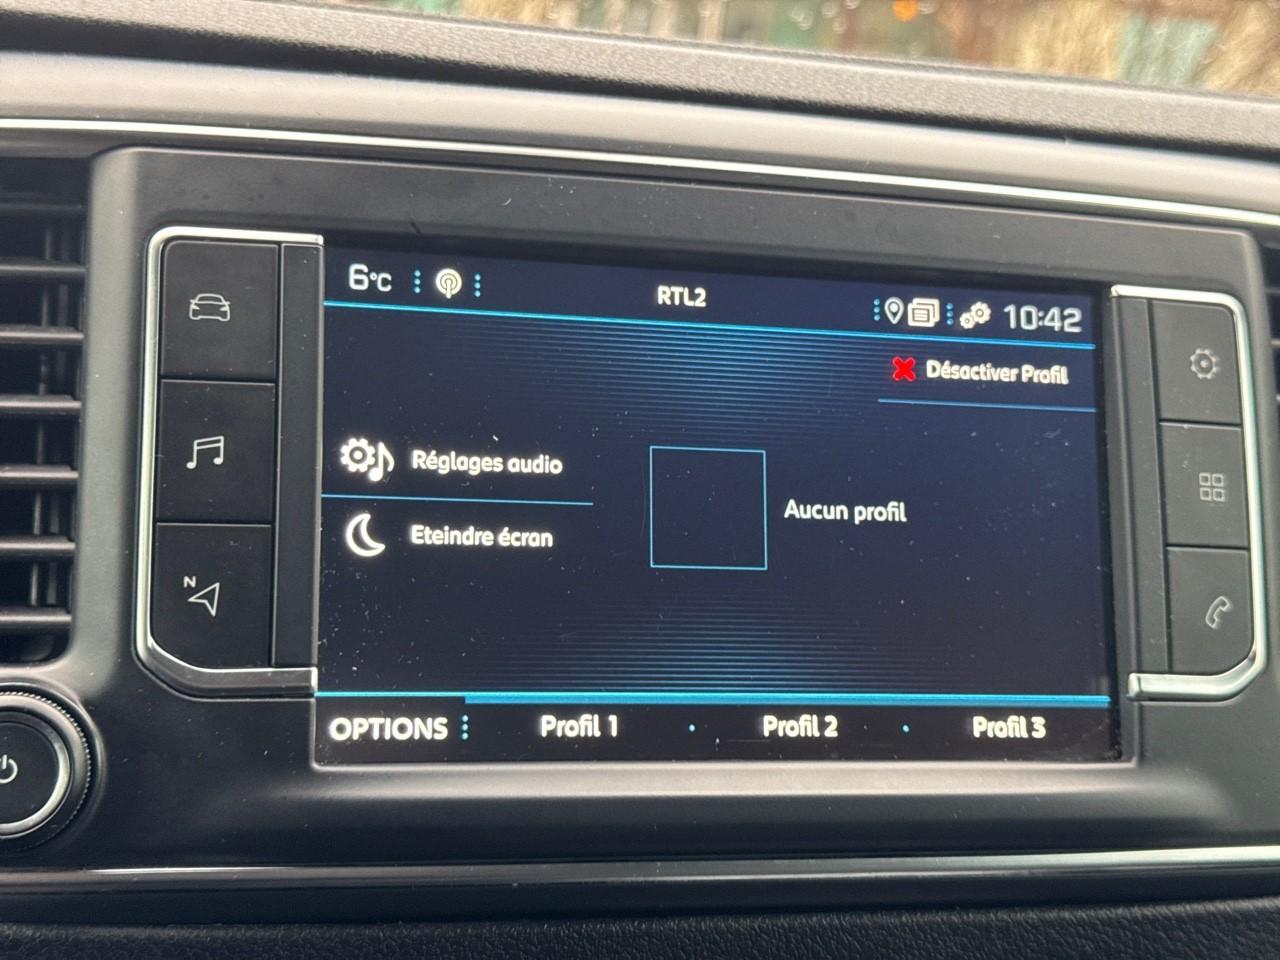 6°C
RTL2
10:42
Désactiver Profil
Réglages audio
Eteindre écran
Aucun profil
N
OPTIONS
Profil 1
Profil 2
Profil 3